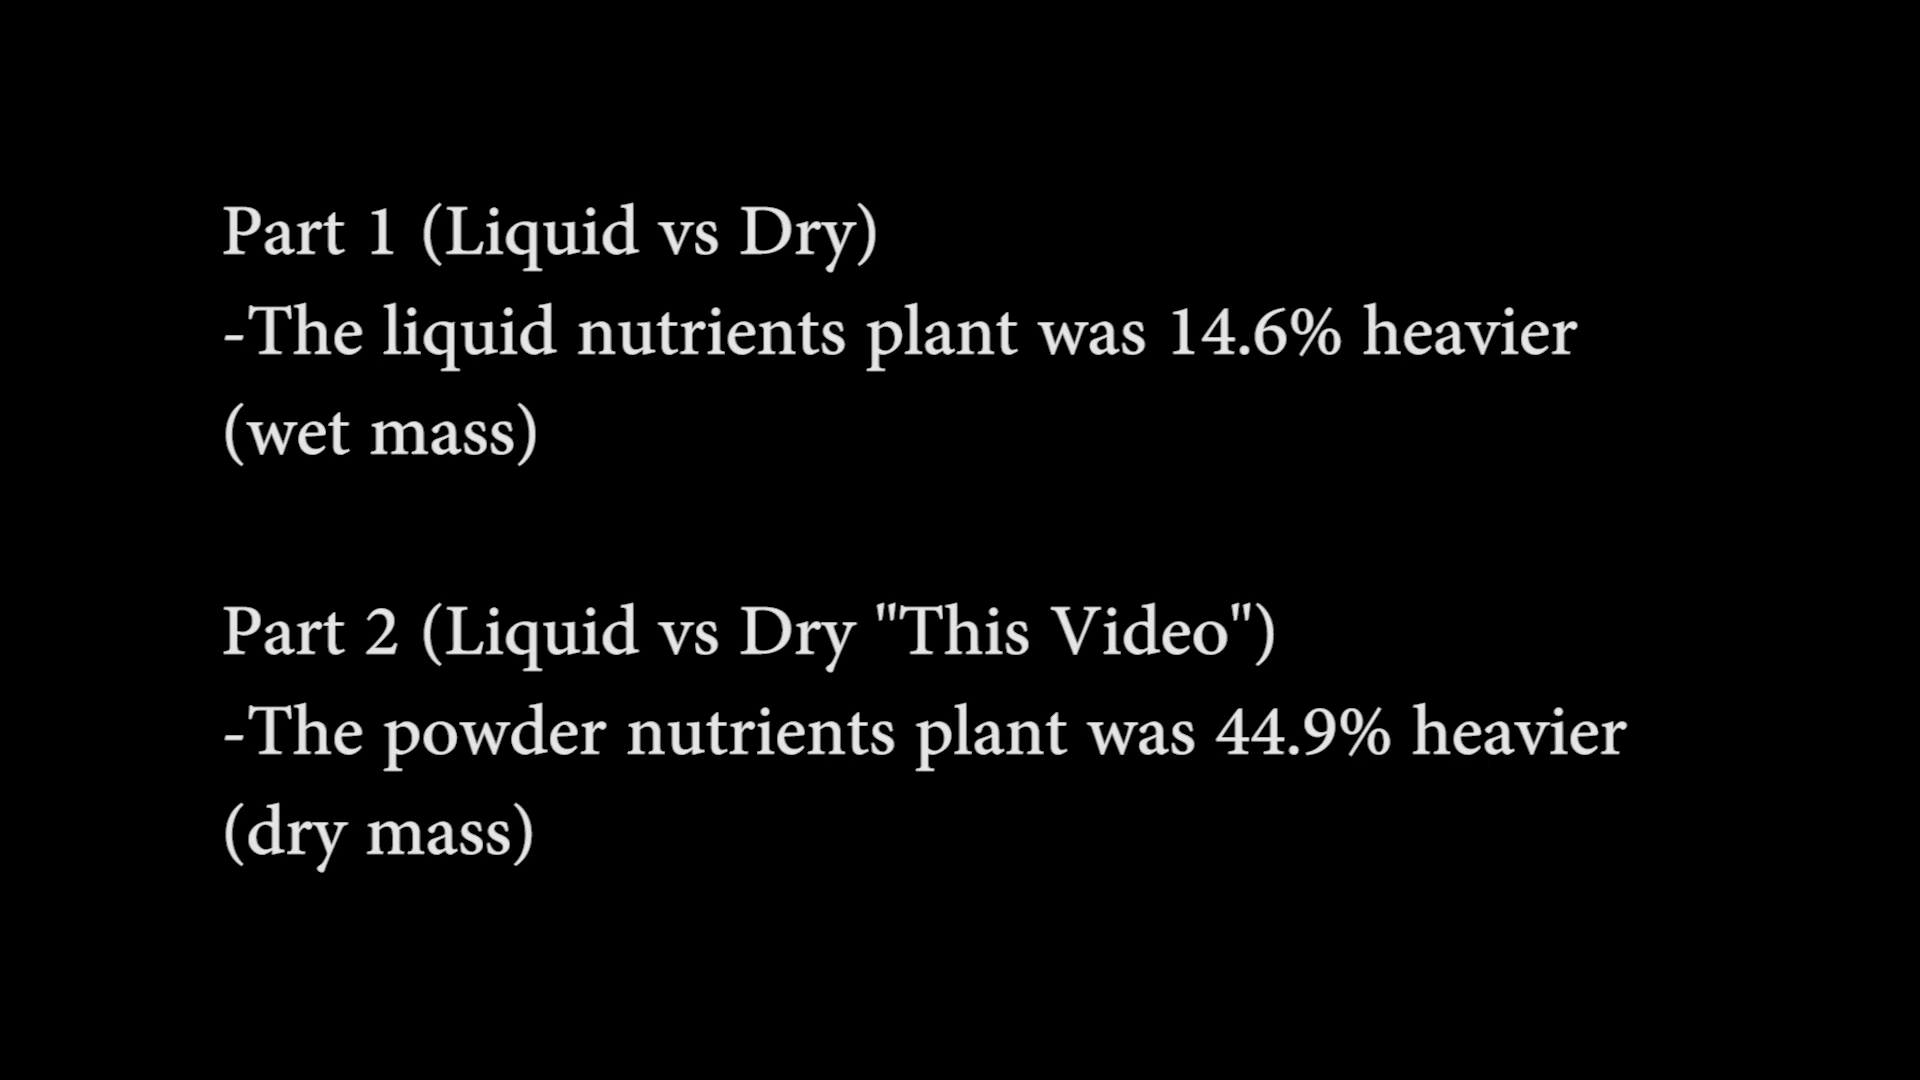 Part 1 (Liquid vs Dry)
-The liquid nutrients plant was 14.6% heavier
(wet mass)
Part 2 (Liquid vs Dry "This Video")
-The powder nutrients plant was 44.9% heavier
(dry mass)